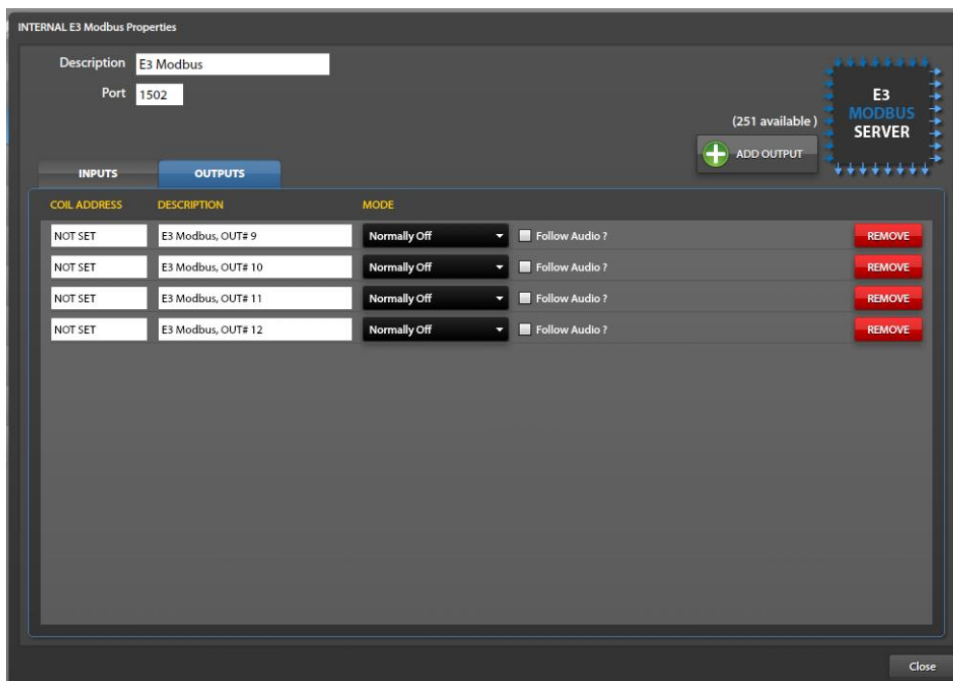 INTERNAL E3 Modbus Properties
Description E3 Modbus
Port 1502
(251 available )
ADD OUTPUT
E3
MODBUS
SERVER
INPUTS OUTPUTS
COIL ADDRESS DESCRIPTION MODE
NOT SET E3 Modbus, OUT# 9 Normally Off Follow Audio ? REMOVE
NOT SET E3 Modbus, OUT# 10 Normally Off Follow Audio ? REMOVE
NOT SET E3 Modbus, OUT# 11 Normally Off Follow Audio ? REMOVE
NOT SET E3 Modbus, OUT# 12 Normally Off Follow Audio ? REMOVE
Close